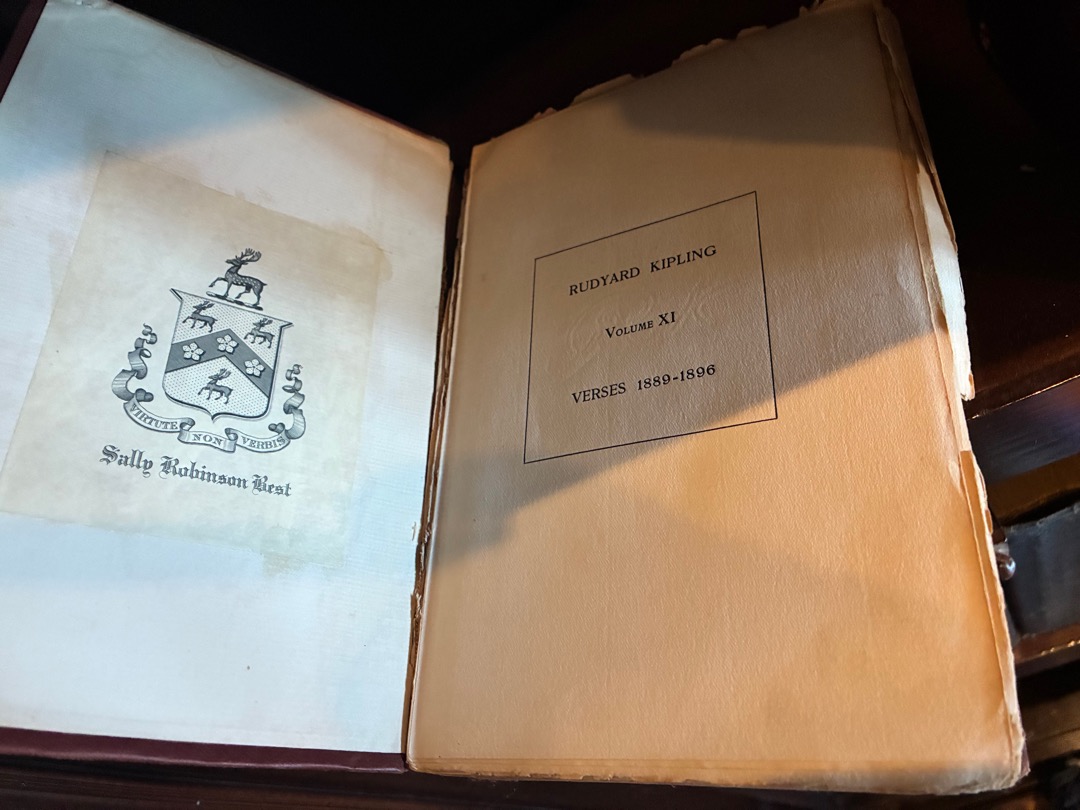 VIRTUTE NON VERBIS
Sally Robinson Best
RUDYARD KIPLING
VOLUME XI
VERSES 1889-1896